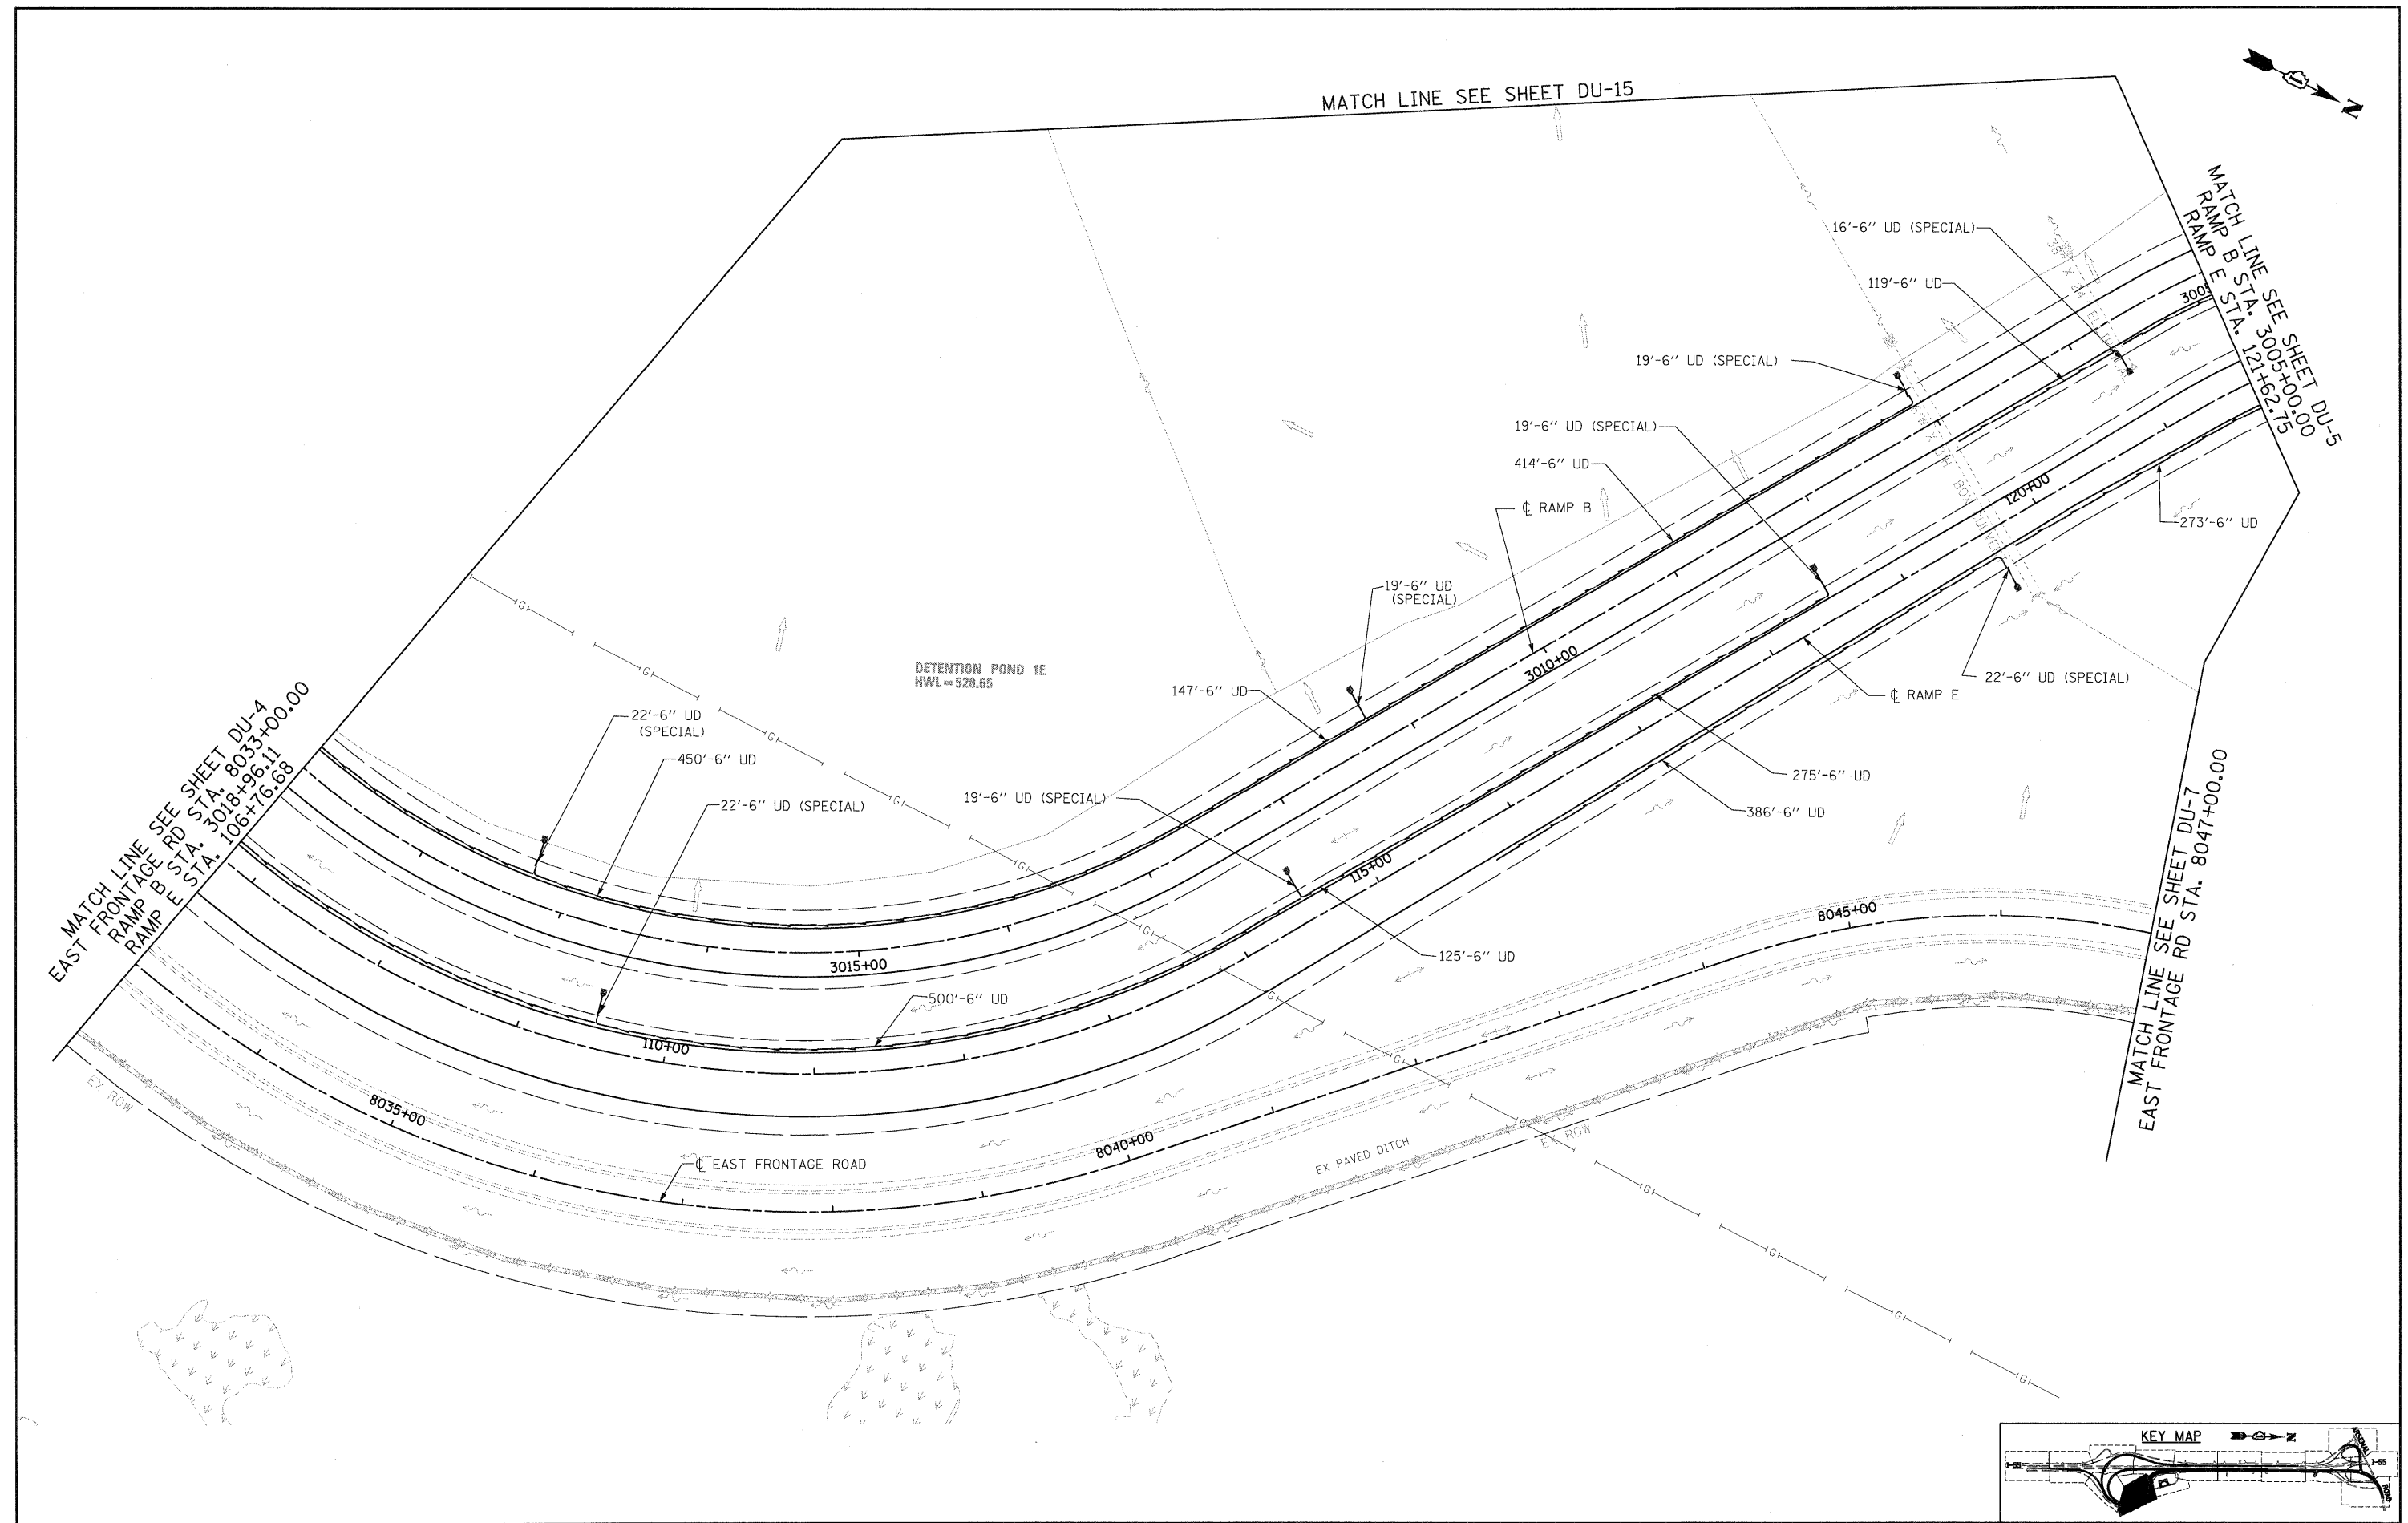 MATCH LINE SEE SHEET DU-15
N
MATCH LINE SEE SHEET DU-5
RAMP B STA. 3005+00.00
RAMP E STA. 121+62.75
16'-6" UD (SPECIAL)
119'-6" UD
19'-6" UD (SPECIAL)
19'-6" UD (SPECIAL)
414'-6" UD
℄ RAMP B
120+00
273'-6" UD
19'-6" UD
(SPECIAL)
3010+00
22'-6" UD (SPECIAL)
℄ RAMP E
DETENTION POND 1E
HWL=528.65
147'-6" UD
22'-6" UD
(SPECIAL)
450'-6" UD
22'-6" UD (SPECIAL)
19'-6" UD (SPECIAL)
275'-6" UD
386'-6" UD
115+00
125'-6" UD
MATCH LINE SEE SHEET DU-4
EAST FRONTAGE RD STA. 8033+00.00
RAMP B STA. 3018+96.11
RAMP E STA. 106+76.68
3015+00
500'-6" UD
110+00
8045+00
MATCH LINE SEE SHEET DU-7
EAST FRONTAGE RD STA. 8047+00.00
EX ROW
8035+00
8040+00
℄ EAST FRONTAGE ROAD
EX PAVED DITCH
EX ROW
G
G
G
G
G
G
G
G
G
G
G
G
G
KEY MAP
N
I-55
I-55
ARSENAL
ROAD